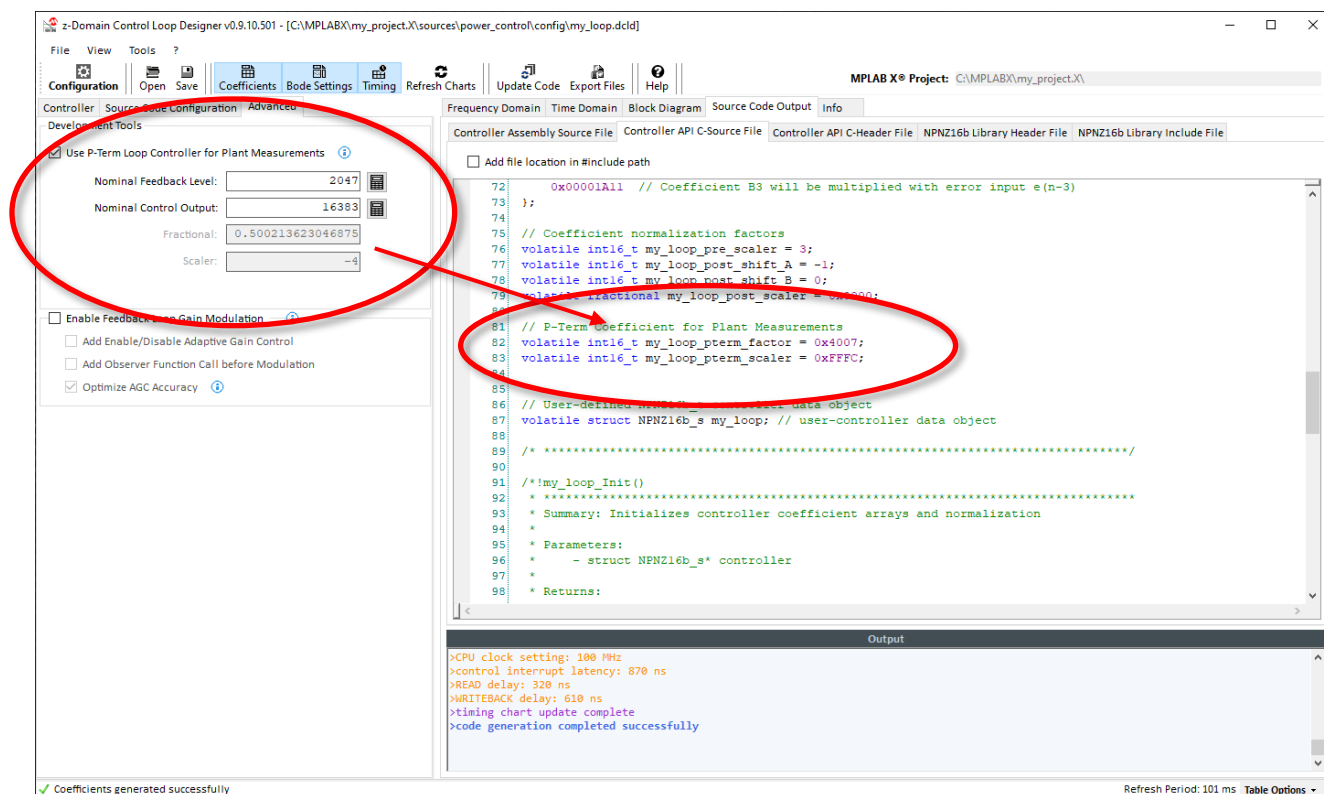 z-Domain Control Loop Designer v0.9.10.501 - [C:\MPLABX\my_project.X\sources\power_control\config\my_loop.dcld]
File View Tools ?
Configuration Open Save Coefficients Bode Settings Timing Refresh Charts Update Code Export Files Help MPLAB X® Project: C:\MPLABX\my_project.X\
Controller Source Code Configuration Advanced
Development Tools
Use P-Term Loop Controller for Plant Measurements
Nominal Feedback Level: 2047
Nominal Control Output: 16383
Fractional: 0.500213623046875
Scaler: -4
Enable Feedback Loop Gain Modulation
Add Enable/Disable Adaptive Gain Control
Add Observer Function Call before Modulation
Optimize AGC Accuracy
Frequency Domain Time Domain Block Diagram Source Code Output Info
Controller Assembly Source File Controller API C-Source File Controller API C-Header File NPNZ16b Library Header File NPNZ16b Library Include File
Add file location in #include path
72 0x00001A11 // Coefficient B3 will be multiplied with error input e(n-3)
73 };
74
75 // Coefficient normalization factors
76 volatile int16_t my_loop_pre_scaler = 3;
77 volatile int16_t my_loop_post_shift_A = -1;
78 volatile int16_t my_loop_post_shift_B = 0;
79 volatile fractional my_loop_post_scaler = 0x0000;
80
81 // P-Term Coefficient for Plant Measurements
82 volatile int16_t my_loop_pterm_factor = 0x4007;
83 volatile int16_t my_loop_pterm_scaler = 0xFFFC;
84
85
86 // User-defined NPNZ16b_s controller data object
87 volatile struct NPNZ16b_s my_loop; // user-controller data object
88
89 /* *********************************************************************************/
90
91 /*!my_loop_Init()
92 * *********************************************************************************
93 * Summary: Initializes controller coefficient arrays and normalization
94 *
95 * Parameters:
96 * - struct NPNZ16b_s* controller
97 *
98 * Returns:
Output
>CPU clock setting: 100 MHz
>control interrupt latency: 870 ns
>READ delay: 320 ns
>WRITEBACK delay: 610 ns
>timing chart update complete
>code generation completed successfully
Coefficients generated successfully
Refresh Period: 101 ms Table Options